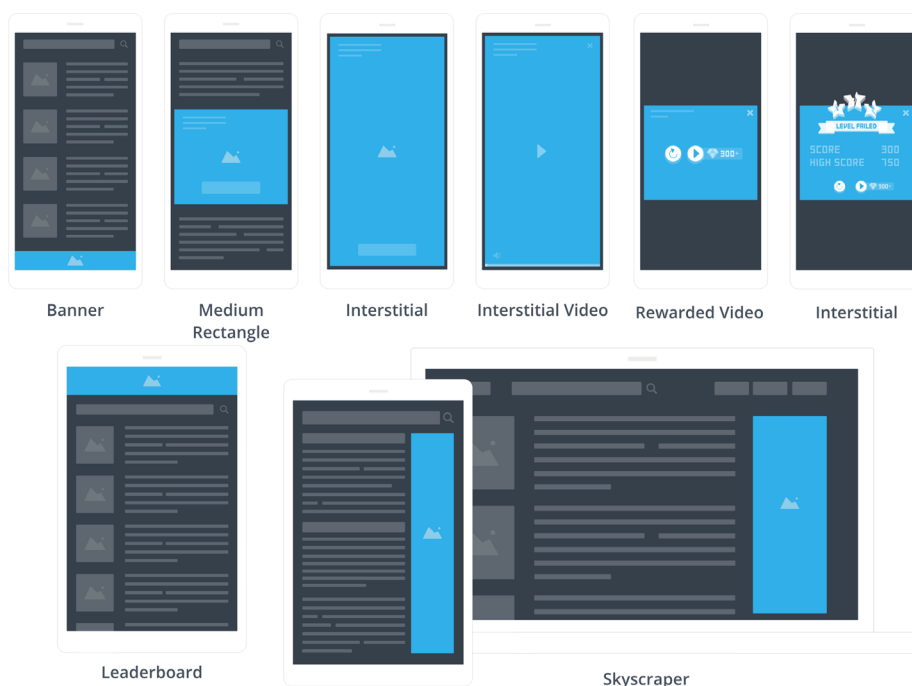 300+
LEVEL FRILED
SCORE 300
HIGH SCORE 750
300+
Banner
Medium
Rectangle
Interstitial
Interstitial Video
Rewarded Video
Interstitial
Leaderboard
Skyscraper